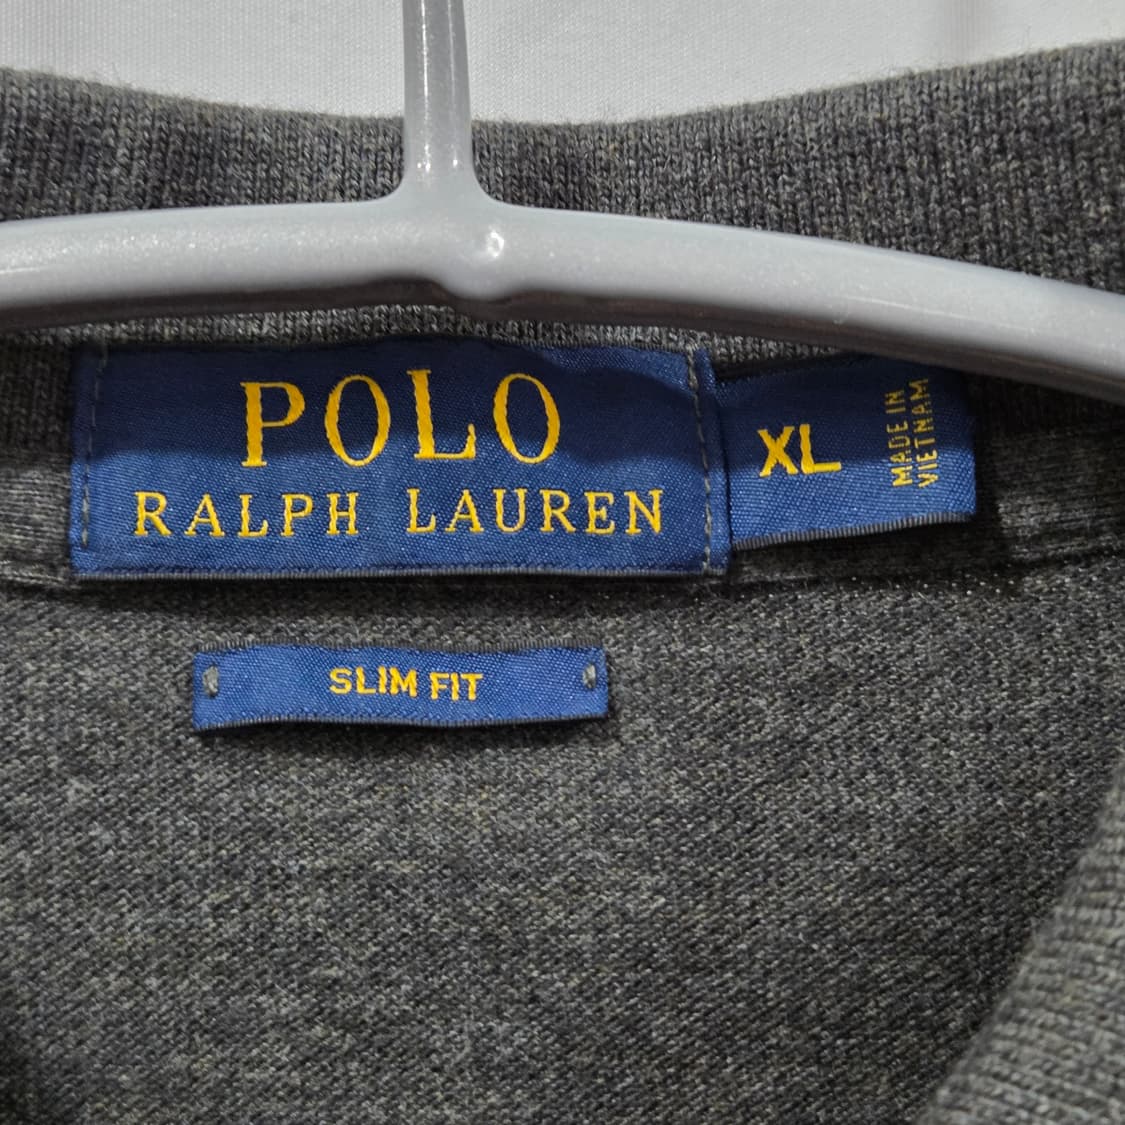 POLO
RALPH LAUREN
XL
MADE IN
VIETNAM
SLIM FIT